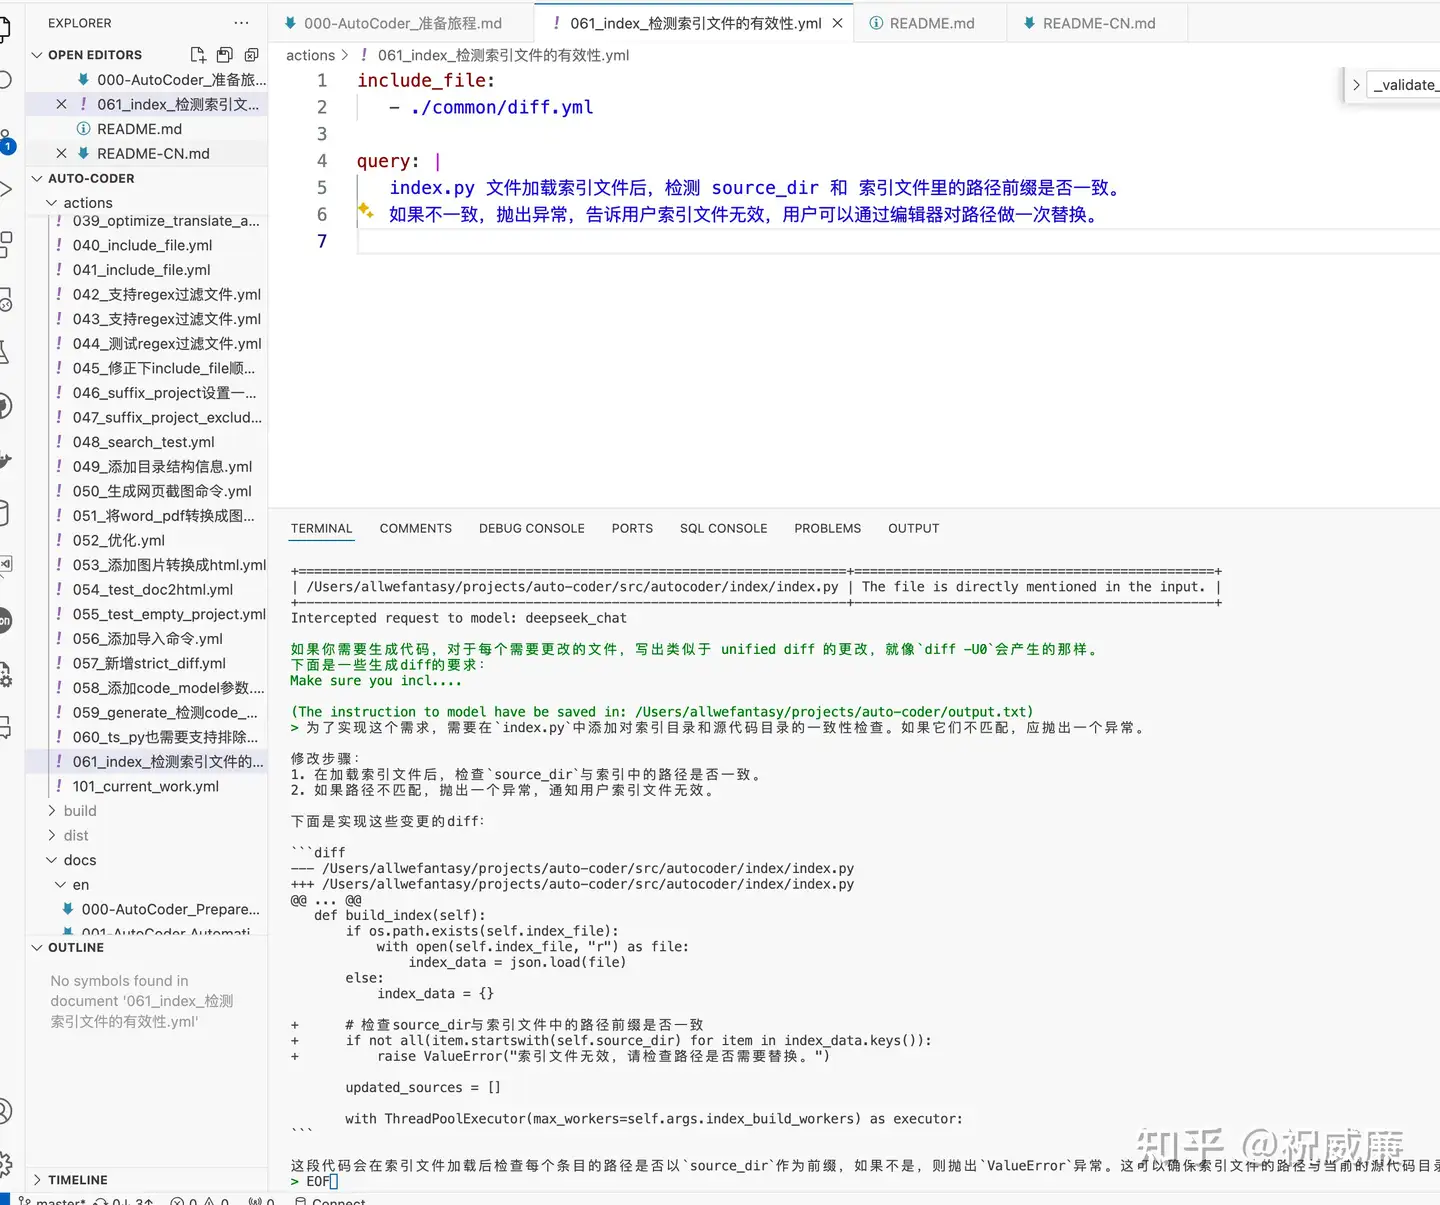 EXPLORER ...
OPEN EDITORS
000-AutoCoder_准备旅...
061_index_检测索引文...
README.md
README-CN.md
AUTO-CODER
actions
039_optimize_translate_a...
040_include_file.yml
041_include_file.yml
042_支持regex过滤文件.yml
043_支持regex过滤文件.yml
044_测试regex过滤文件.yml
045_修正下include_file顺...
046_suffix_project设置一...
047_suffix_project_exclud...
048_search_test.yml
049_添加目录结构信息.yml
050_生成网页截图命令.yml
051_将word_pdf转换成图...
052_优化.yml
053_添加图片转换成html.yml
054_test_doc2html.yml
055_test_empty_project.yml
056_添加导入命令.yml
057_新增strict_diff.yml
058_添加code_model参数....
059_generate_检测code_...
060_ts_py也需要支持排除...
061_index_检测索引文件的...
101_current_work.yml
build
dist
docs
en
000-AutoCoder_Prepare...
001-AutoCoder Automati
OUTLINE
No symbols found in
document '061_index_检测
索引文件的有效性.yml'
TIMELINE
000-AutoCoder_准备旅程.md
061_index_检测索引文件的有效性.yml
README.md
README-CN.md
actions > ! 061_index_检测索引文件的有效性.yml
_validate_
1 include_file:
2 - ./common/diff.yml
3
4 query: |
5 index.py 文件加载索引文件后，检测 source_dir 和 索引文件里的路径前缀是否一致。
6 如果不一致，抛出异常，告诉用户索引文件无效，用户可以通过编辑器对路径做一次替换。
7
TERMINAL COMMENTS DEBUG CONSOLE PORTS SQL CONSOLE PROBLEMS OUTPUT
| /Users/allwefantasy/projects/auto-coder/src/autocoder/index/index.py | The file is directly mentioned in the input. |
Intercepted request to model: deepseek_chat
如果你需要生成代码，对于每个需要更改的文件，写出类似于 unified diff 的更改，就像`diff -U0`会产生的那样。
下面是一些生成diff的要求：
Make sure you incl....
(The instruction to model have be saved in: /Users/allwefantasy/projects/auto-coder/output.txt)
> 为了实现这个需求，需要在`index.py`中添加对索引目录和源代码目录的一致性检查。如果它们不匹配，应抛出一个异常。
修改步骤：
1. 在加载索引文件后，检查`source_dir`与索引中的路径是否一致。
2. 如果路径不匹配，抛出一个异常，通知用户索引文件无效。
下面是实现这些变更的diff：
```diff
--- /Users/allwefantasy/projects/auto-coder/src/autocoder/index/index.py
+++ /Users/allwefantasy/projects/auto-coder/src/autocoder/index/index.py
@@ ... @@
def build_index(self):
if os.path.exists(self.index_file):
with open(self.index_file, "r") as file:
index_data = json.load(file)
else:
index_data = {}
+ # 检查source_dir与索引文件中的路径前缀是否一致
+ if not all(item.startswith(self.source_dir) for item in index_data.keys()):
+ raise ValueError("索引文件无效，请检查路径是否需要替换。")
updated_sources = []
with ThreadPoolExecutor(max_workers=self.args.index_build_workers) as executor:
```
这段代码会在索引文件加载后检查每个条目的路径是否以`source_dir`作为前缀，如果不是，则抛出`ValueError`异常。这可以确保索引文件的路径与当前的源代码目录
> EOF
知乎 @祝威廉
master* 0↓ 3↑ 0 0 0 Connect